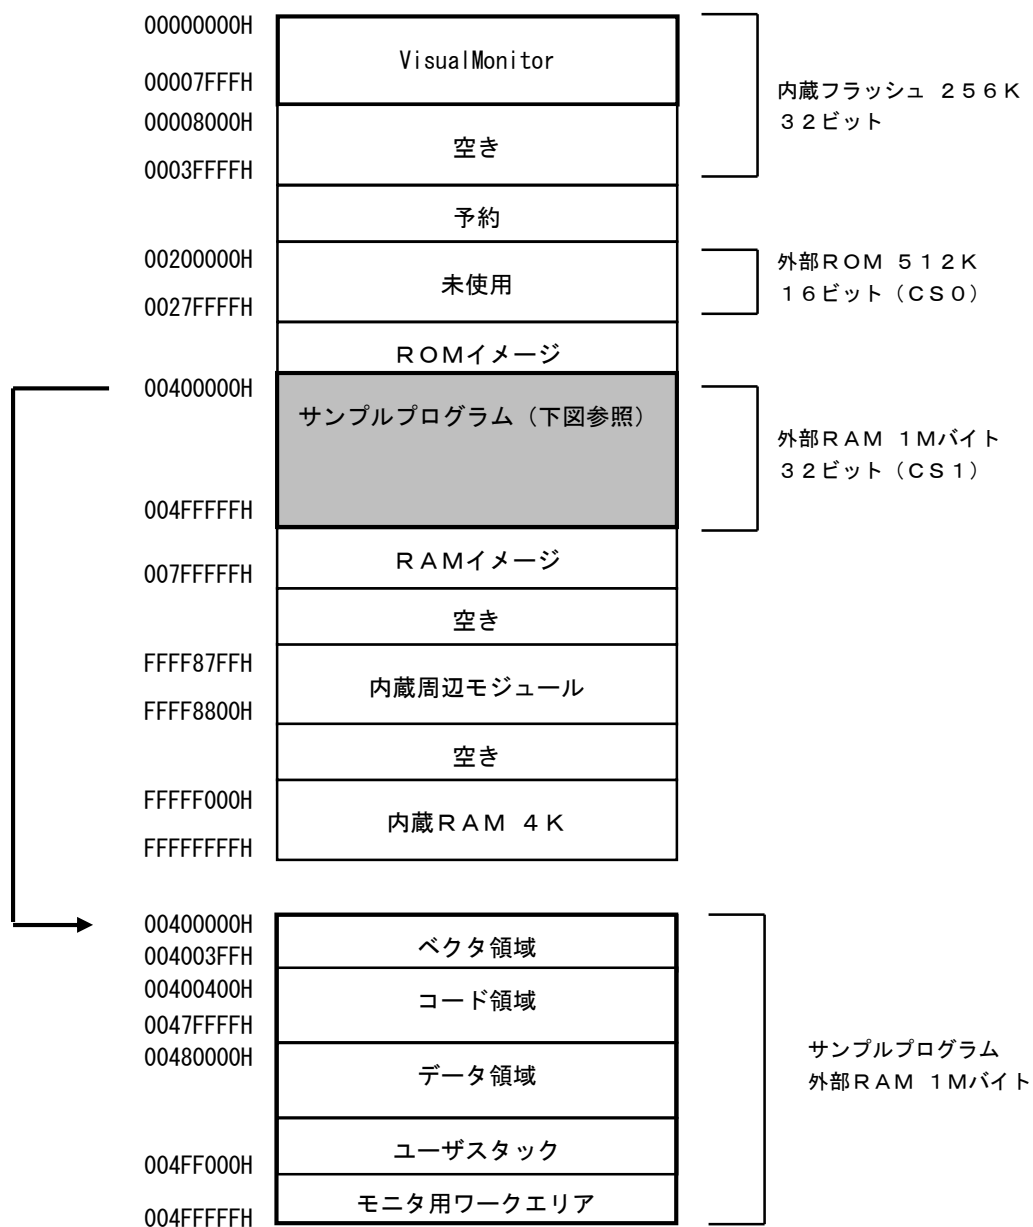 00000000H
VisualMonitor
00007FFFH
内蔵フラッシュ ２５６Ｋ
３２ビット
00008000H
空き
0003FFFFH
予約
00200000H
外部ＲＯＭ ５１２Ｋ
１６ビット（ＣＳ０）
未使用
0027FFFFH
ＲＯＭイメージ
00400000H
サンプルプログラム（下図参照）
外部ＲＡＭ １Ｍバイト
３２ビット（ＣＳ１）
004FFFFFH
ＲＡＭイメージ
007FFFFFH
空き
FFFF87FFH
内蔵周辺モジュール
FFFF8800H
空き
FFFFF000H
内蔵ＲＡＭ ４Ｋ
FFFFFFFFH
00400000H
ベクタ領域
004003FFH
00400400H
コード領域
0047FFFFH
00480000H
データ領域
サンプルプログラム
外部ＲＡＭ １Ｍバイト
ユーザスタック
004FF000H
モニタ用ワークエリア
004FFFFFH